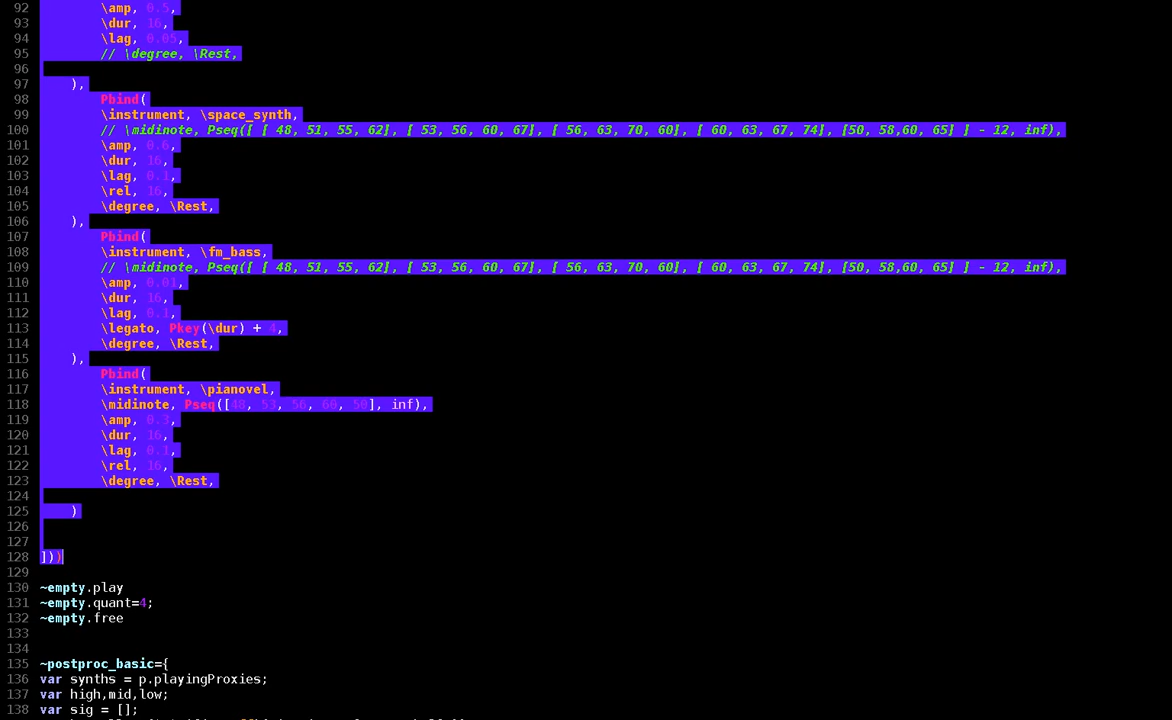 92 \amp, 0.5,
93 \dur, 16,
94 \lag, 0.05,
95 // \degree, \Rest,
96
97 ),
98 Pbind(
99 \instrument, \space_synth,
100 // \midinote, Pseq([ [ 48, 51, 55, 62], [ 53, 56, 60, 67], [ 56, 63, 70, 60], [ 60, 63, 67, 74], [50, 58,60, 65] ] - 12, inf),
101 \amp, 0.6,
102 \dur, 16,
103 \lag, 0.1,
104 \rel, 16,
105 \degree, \Rest,
106 ),
107 Pbind(
108 \instrument, \fm_bass,
109 // \midinote, Pseq([ [ 48, 51, 55, 62], [ 53, 56, 60, 67], [ 56, 63, 70, 60], [ 60, 63, 67, 74], [50, 58,60, 65] ] - 12, inf),
110 \amp, 0.01,
111 \dur, 16,
112 \lag, 0.1,
113 \legato, Pkey(\dur) + 4,
114 \degree, \Rest,
115 ),
116 Pbind(
117 \instrument, \pianovel,
118 \midinote, Pseq([48, 53, 56, 60, 50], inf),
119 \amp, 0.3,
120 \dur, 16,
121 \lag, 0.1,
122 \rel, 16,
123 \degree, \Rest,
124
125 )
126
127
128 ]))
129
130 ~empty.play
131 ~empty.quant=4;
132 ~empty.free
133
134
135 ~postproc_basic={
136 var synths = p.playingProxies;
137 var high,mid,low;
138 var sig = [];